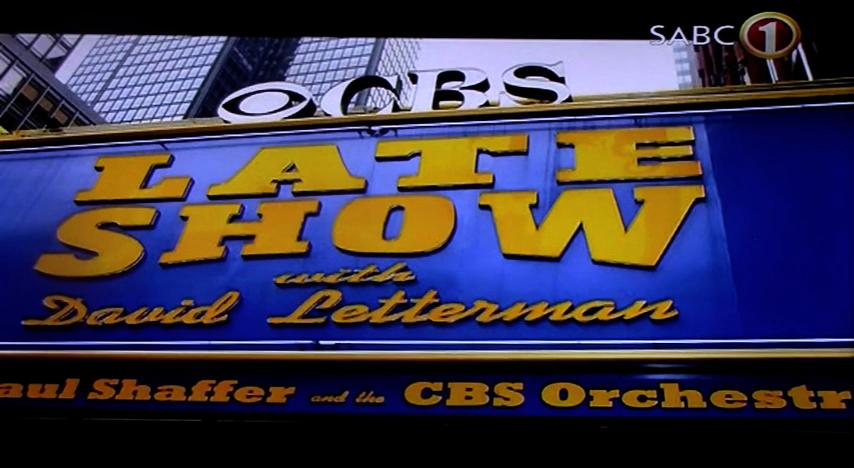 SABC 1
CBS
LATE
SHOW
with
David Letterman
aul Shaffer and the CBS Orchestr